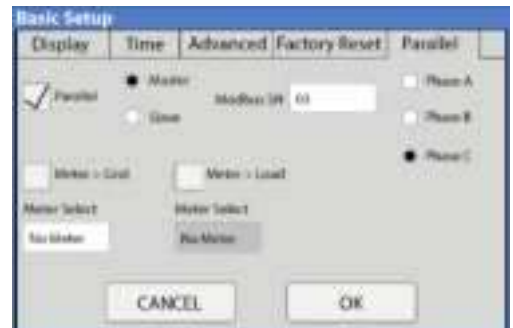 Basic Setup
Display Time Advanced Factory Reset Parallel
Parallel Master Modbus SN 03 Phase A
Slave Phase B
Phase C
Meter > Grid Meter > Load
Meter Select Meter Select
No Meter No Meter
CANCEL OK